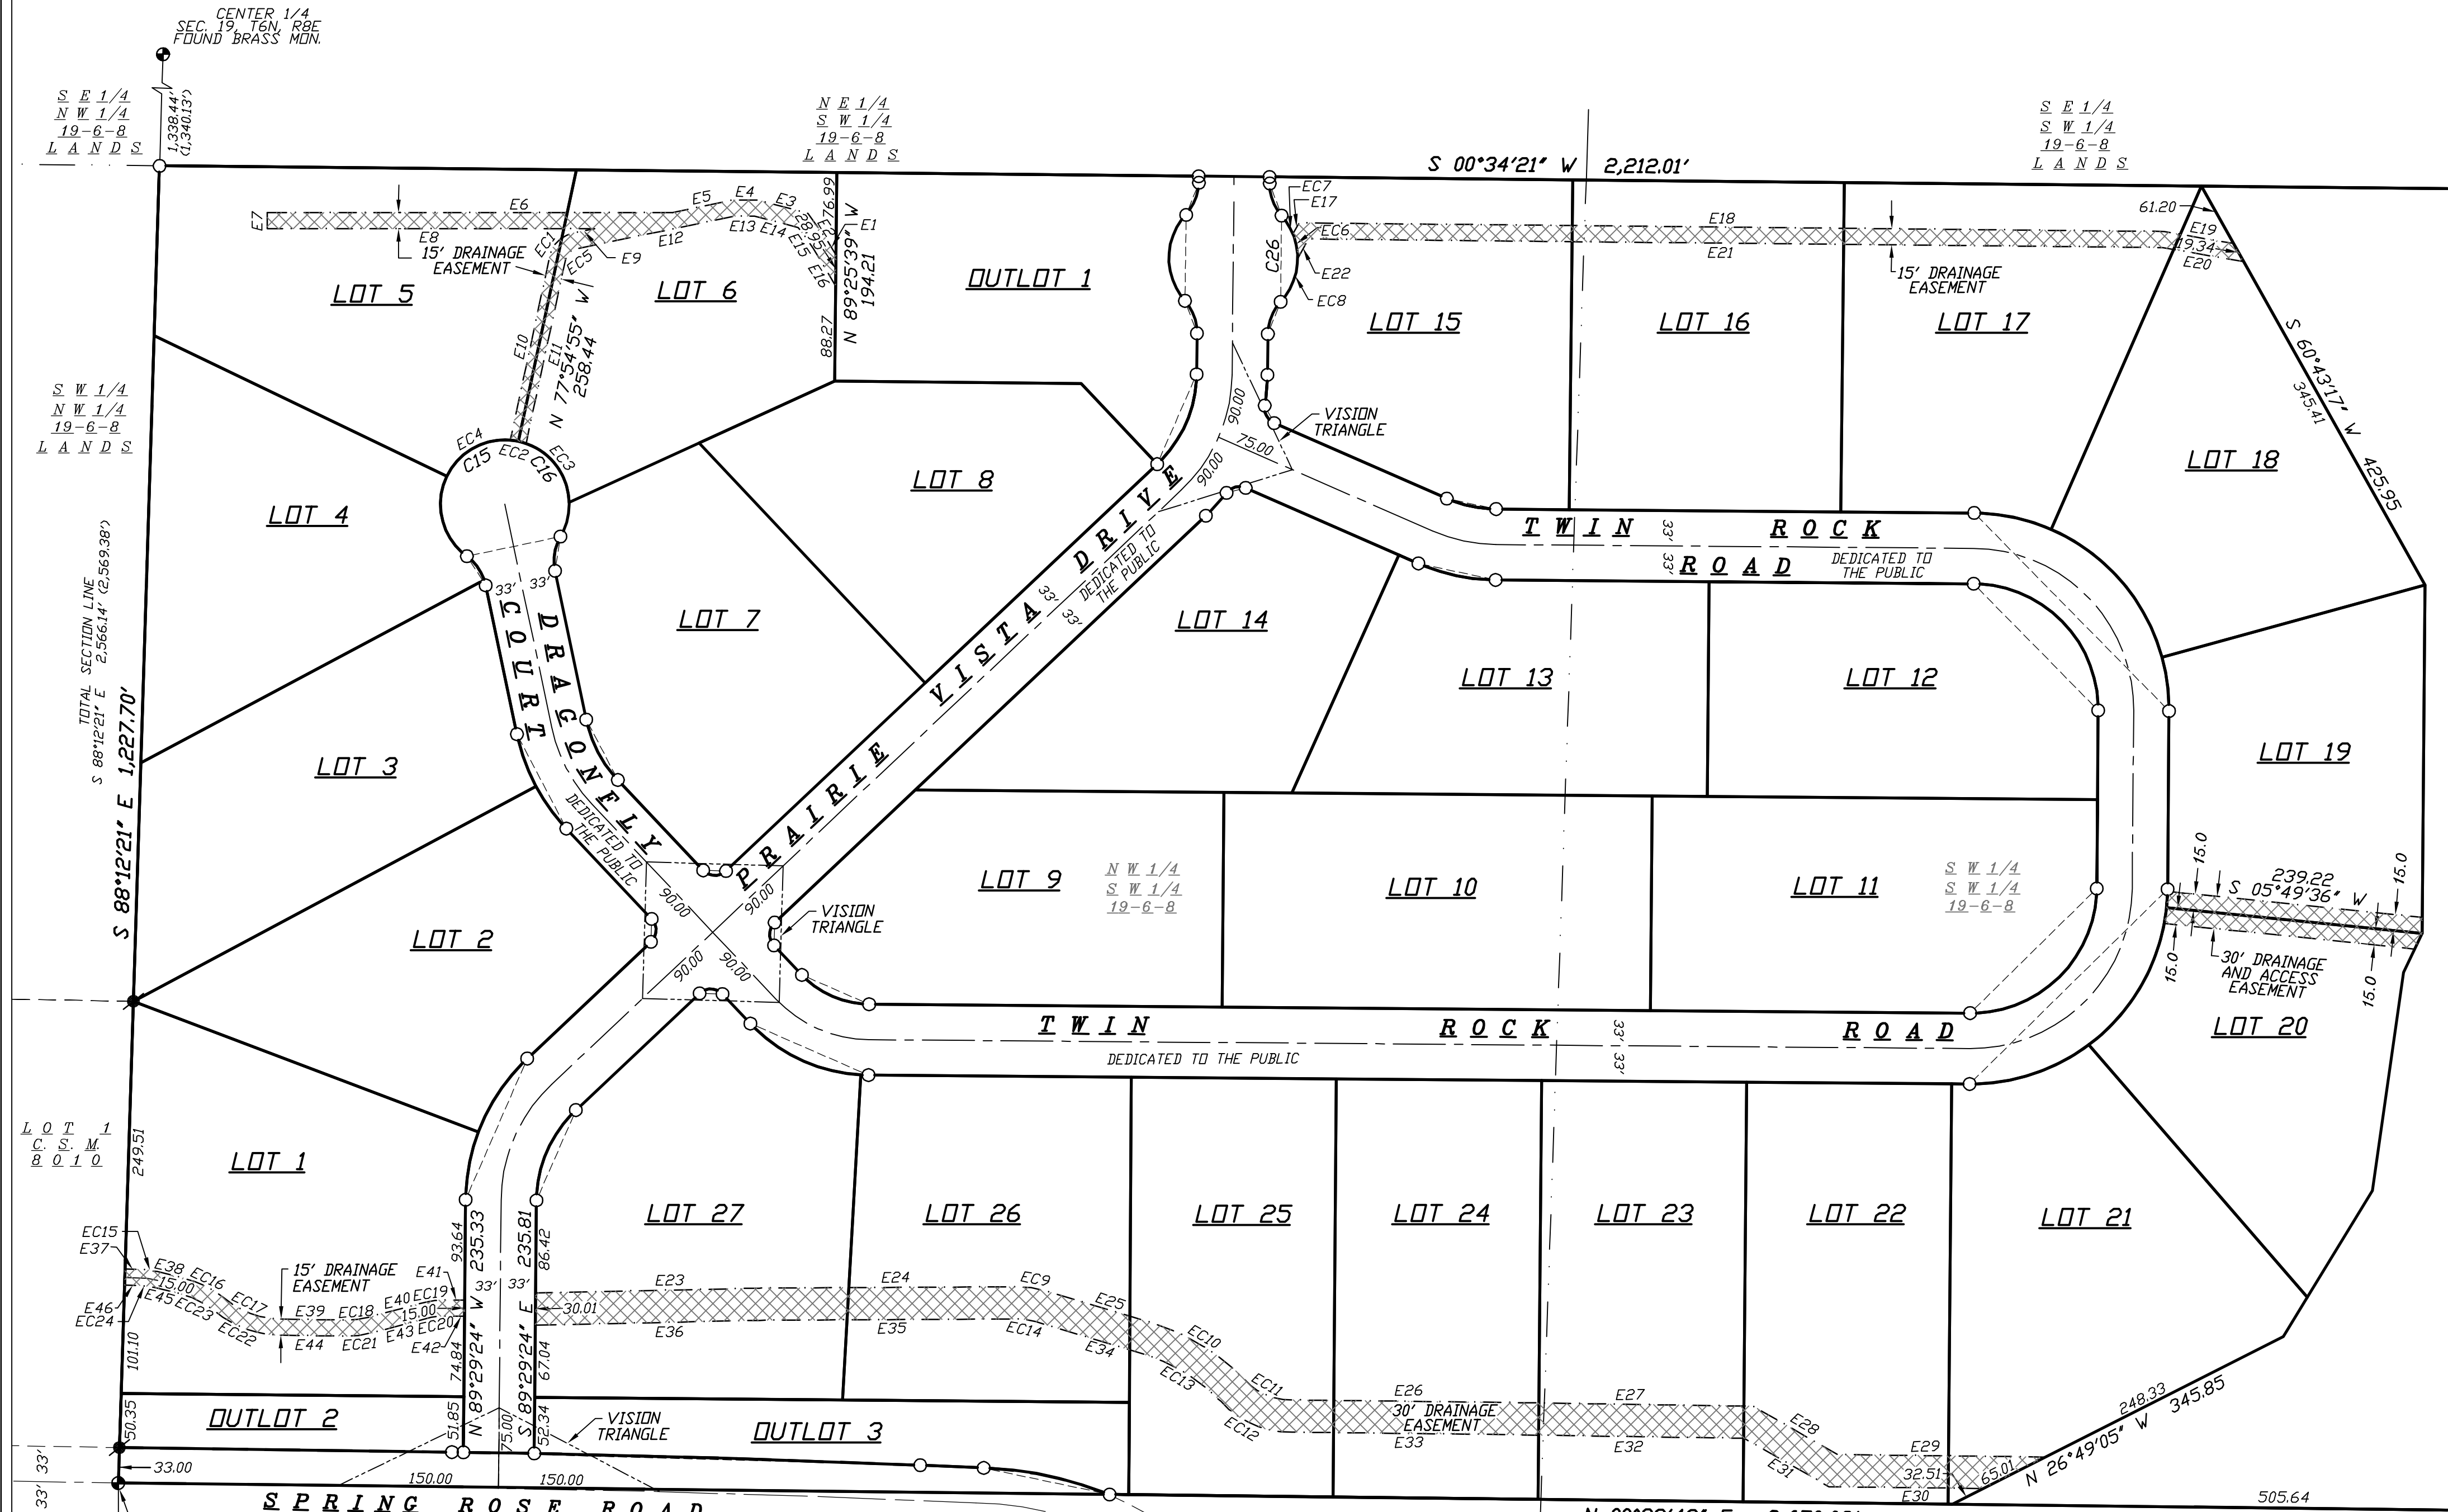 CENTER 1/4
SEC. 19, T6N, R8E
FOUND BRASS MON.
1,338.44'
(1,340.13')
S E 1/4
N W 1/4
19-6-8
L A N D S
N E 1/4
S W 1/4
19-6-8
L A N D S
S E 1/4
S W 1/4
19-6-8
L A N D S
S 00°34'21" W 2,212.01'
E7
E6
E8
E5
E4
E3
E2
28.95
76.99
E1
EC1
EC5
E9
E12
E13
E14
E15
E16
15' DRAINAGE
EASEMENT
LOT 5
LOT 6
N 89°25'39" W
194.21
88.27
OUTLOT 1
E10
E11
N 77°54'55" W
258.44
C26
EC7
E17
EC6
E22
EC8
E18
E21
15' DRAINAGE
EASEMENT
61.20
E19
19.34
E20
LOT 15
LOT 16
LOT 17
S 60°43'17" W
345.41
425.95
LOT 18
S W 1/4
N W 1/4
19-6-8
L A N D S
EC4
C15
EC2
C16
EC3
LOT 4
LOT 8
90.00
75.00
90.00
VISION
TRIANGLE
T W I N R O C K
R O A D
33'
33'
DEDICATED TO
THE PUBLIC
TOTAL SECTION LINE
S 88°12'21" E 2,566.14' (2,569.38')
S 88°12'21" E 1,227.70'
33'
33'
D R A G O N F L Y
C O U R T
DEDICATED TO
THE PUBLIC
LOT 7
P R A I R I E V I S T A D R I V E
33'
33'
DEDICATED TO
THE PUBLIC
LOT 14
LOT 13
LOT 12
LOT 3
LOT 19
LOT 2
90.00
90.00
90.00
90.00
VISION
TRIANGLE
LOT 9
N W 1/4
S W 1/4
19-6-8
LOT 10
LOT 11
S W 1/4
S W 1/4
19-6-8
15.0
239.22
S 05°49'36" W
15.0
15.0
30' DRAINAGE
AND ACCESS
EASEMENT
15.0
LOT 20
T W I N R O C K R O A D
DEDICATED TO THE PUBLIC
33'
33'
L O T 1
C. S. M.
8 0 1 0
249.51
LOT 1
LOT 27
LOT 26
LOT 25
LOT 24
LOT 23
LOT 22
LOT 21
EC15
E37
E38
EC16
15.00
EC17
E46
EC24
E45
EC23
EC22
15' DRAINAGE
EASEMENT
E39
EC18
E40
EC19
E41
15.00
E44
EC21
E43
EC20
E42
93.64
N 89°29'24" W 235.33
33'
33'
S 89°29'24" E 235.81
86.42
74.84
67.04
E23
E24
EC9
30.01
E36
E35
EC14
E25
E34
EC10
EC13
EC11
EC12
E26
30' DRAINAGE
EASEMENT
E33
E27
E32
E28
E31
E29
32.51
65.01
E30
248.33
N 26°49'05" W 345.85
101.10
50.35
OUTLOT 2
51.85
75.00
52.34
VISION
TRIANGLE
OUTLOT 3
33'
33'
33.00
150.00
150.00
S P R I N G R O S E R O A D
505.64